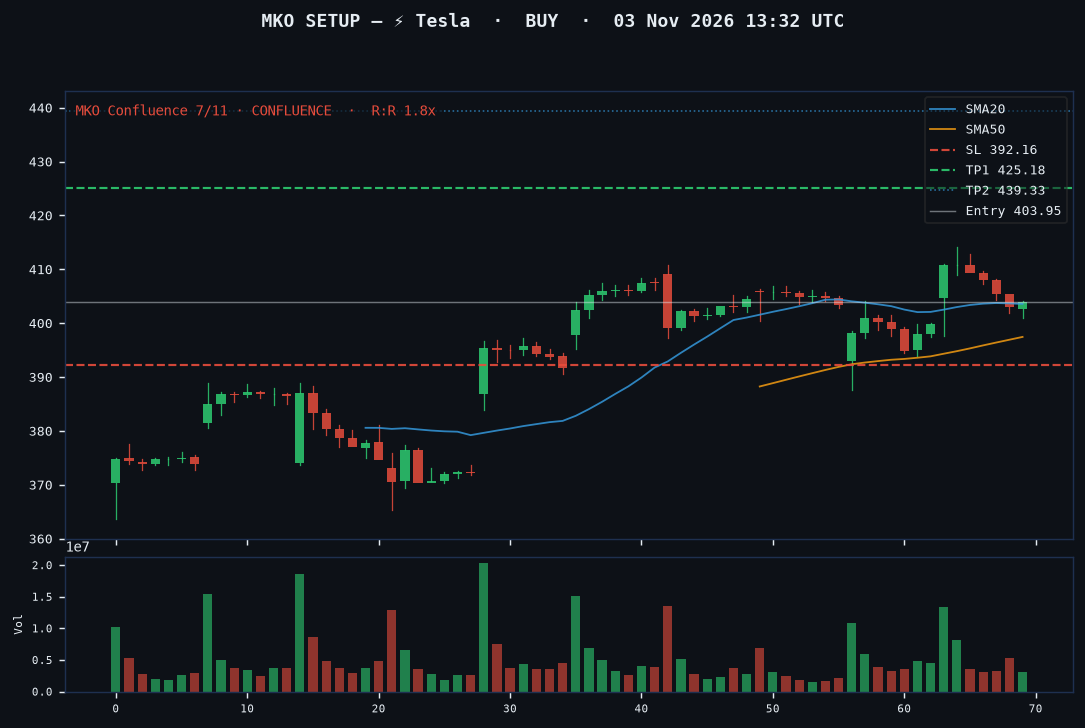 MKO SETUP — ⚡ Tesla · BUY · 03 Nov 2026 13:32 UTC
MKO Confluence 7/11 · CONFLUENCE · R:R 1.8x
SMA20
SMA50
SL 392.16
TP1 425.18
TP2 439.33
Entry 403.95
440
430
420
410
400
390
380
370
360
1e7
2.0
1.5
1.0
0.5
0.0
Vol
0 10 20 30 40 50 60 70